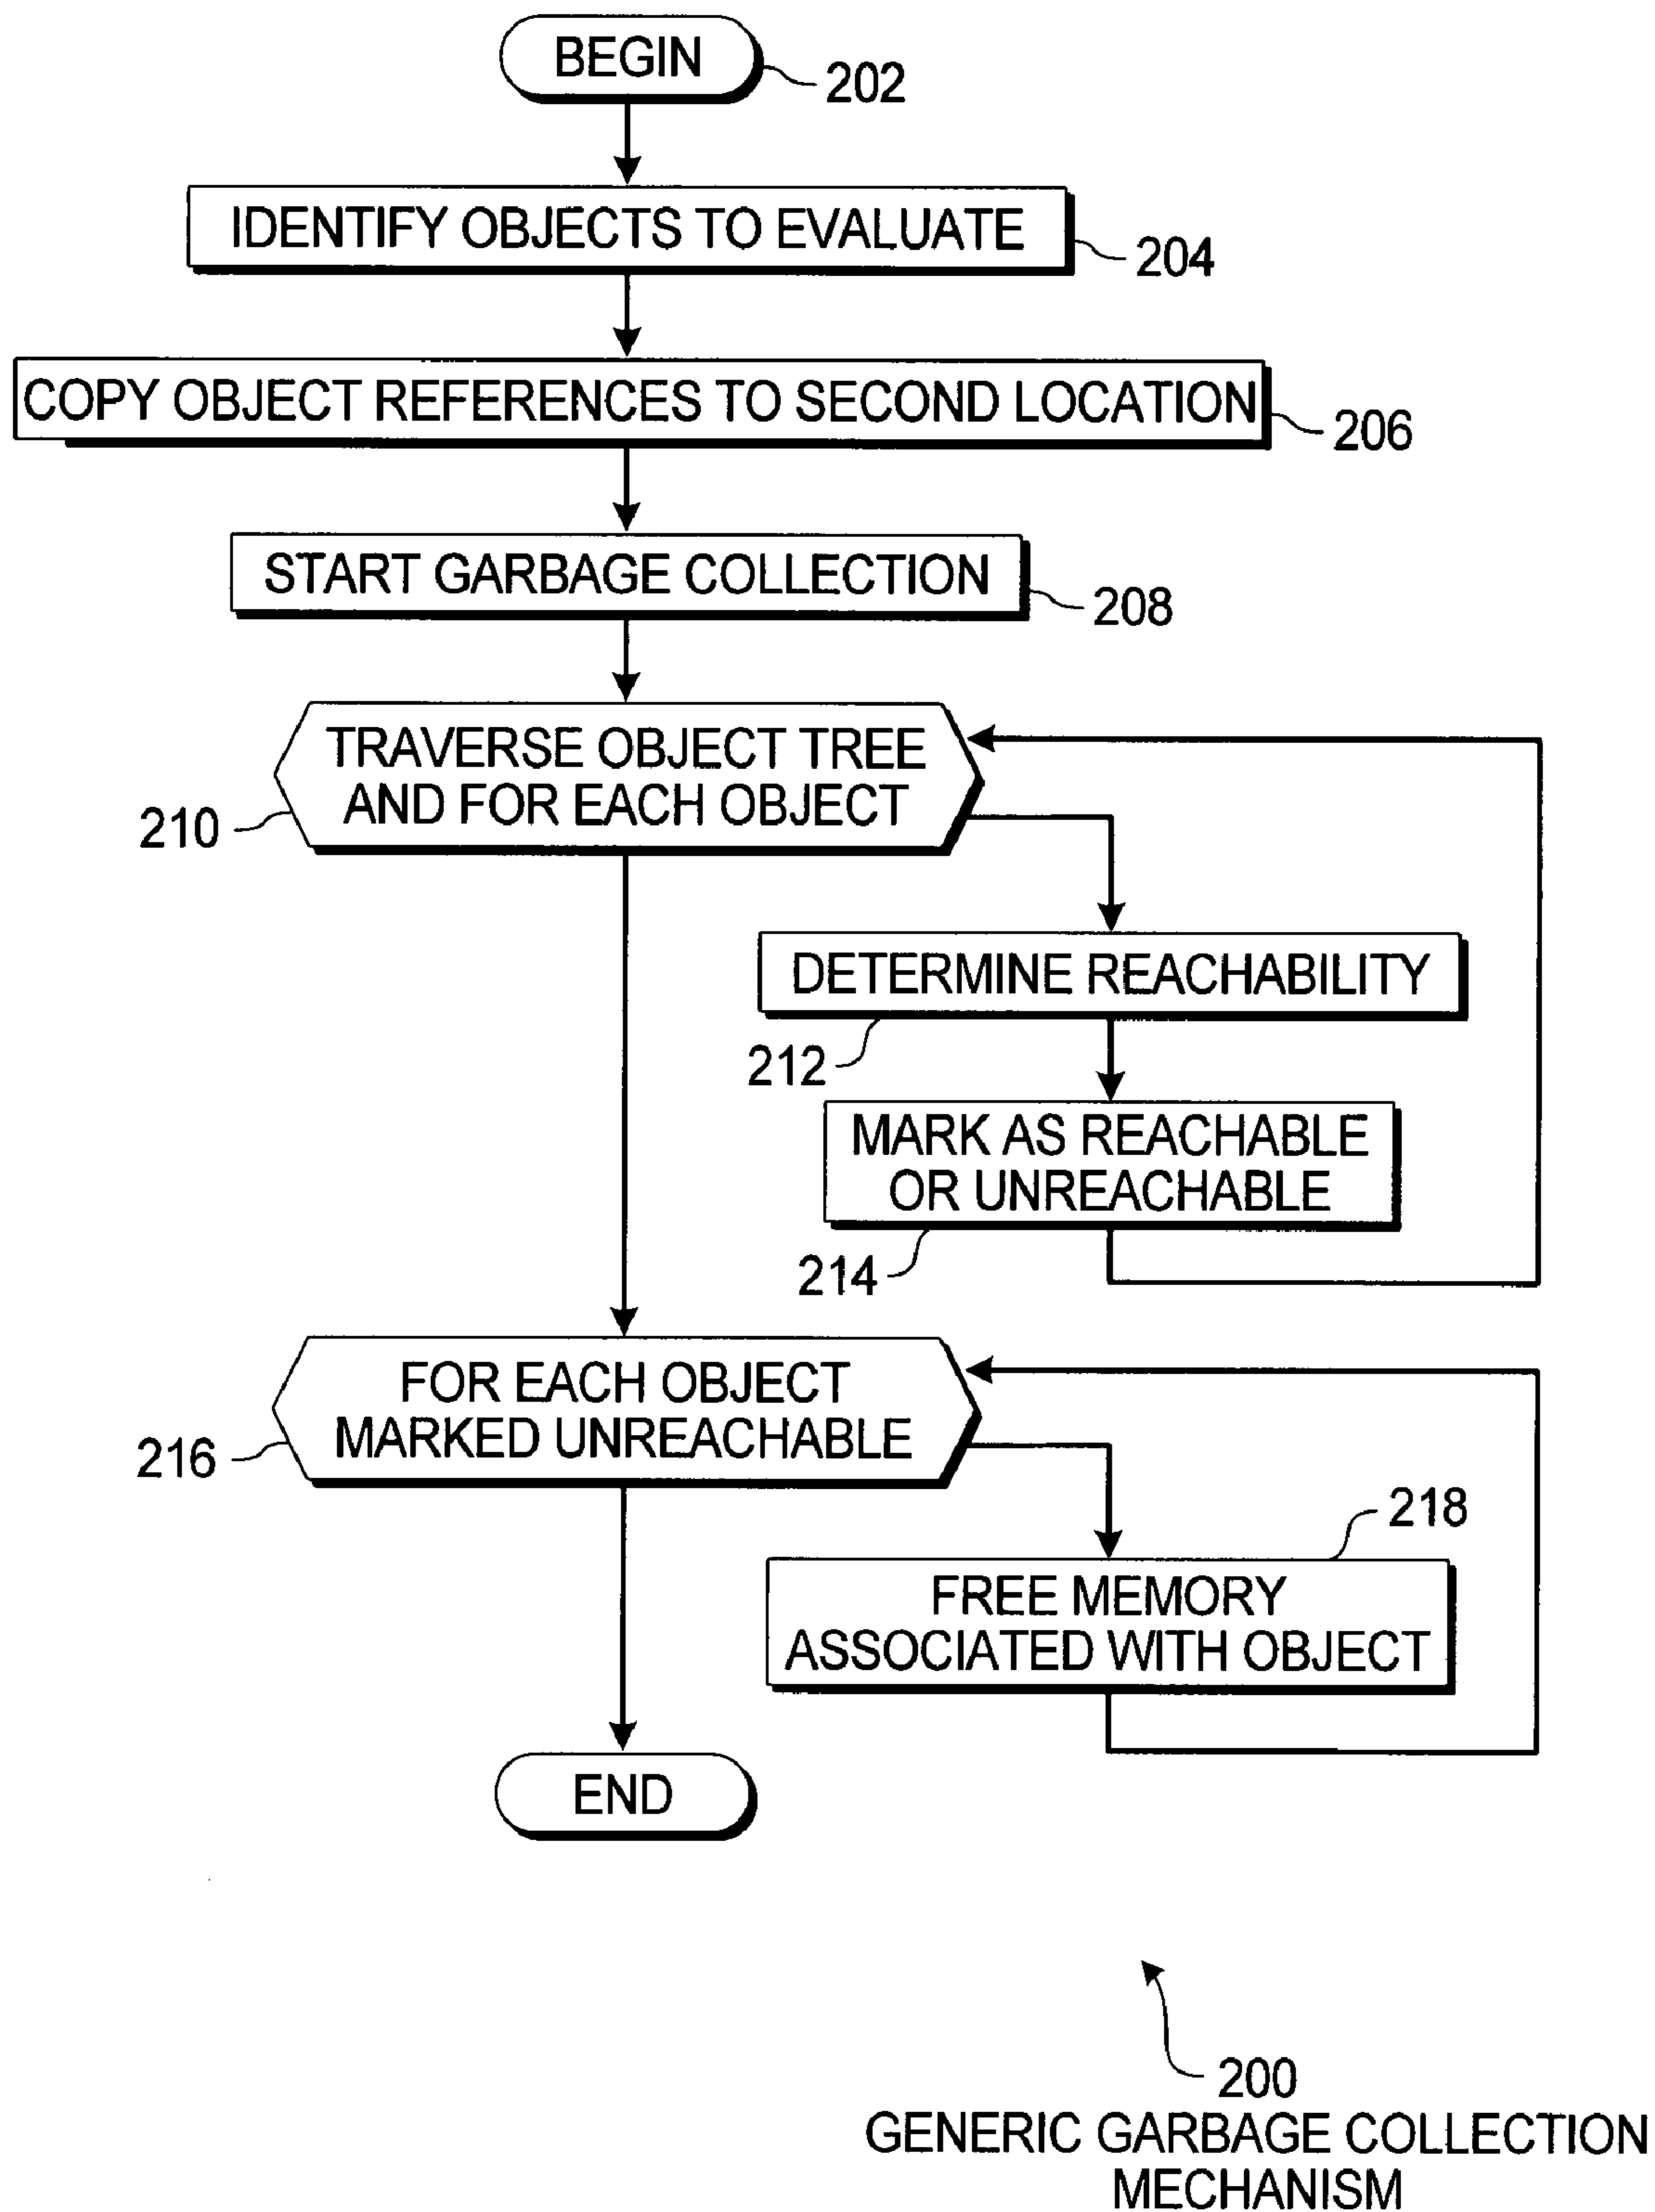 BEGIN
202
IDENTIFY OBJECTS TO EVALUATE
204
COPY OBJECT REFERENCES TO SECOND LOCATION
206
START GARBAGE COLLECTION
208
TRAVERSE OBJECT TREE
AND FOR EACH OBJECT
210
DETERMINE REACHABILITY
212
MARK AS REACHABLE
OR UNREACHABLE
214
FOR EACH OBJECT
MARKED UNREACHABLE
216
218
FREE MEMORY
ASSOCIATED WITH OBJECT
END
200
GENERIC GARBAGE COLLECTION
MECHANISM